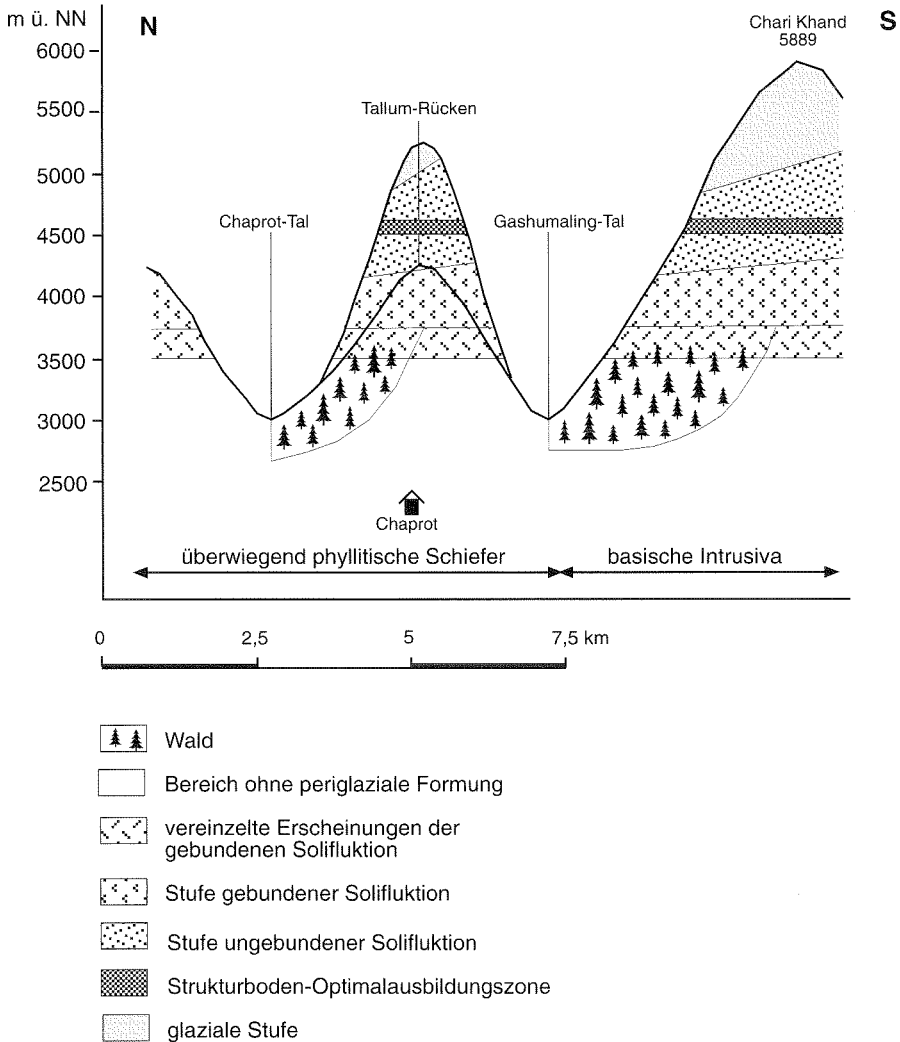 m ü. NN
N
S
Chari Khand
5889
6000
5500
5000
4500
4000
3500
3000
2500
Tallum-Rücken
Chaprot-Tal
Gashumaling-Tal
Chaprot
überwiegend phyllitische Schiefer
basische Intrusiva
0 2,5 5 7,5 km
Wald
Bereich ohne periglaziale Formung
vereinzelte Erscheinungen der
gebundenen Solifluktion
Stufe gebundener Solifluktion
Stufe ungebundener Solifluktion
Strukturboden-Optimalausbildungszone
glaziale Stufe